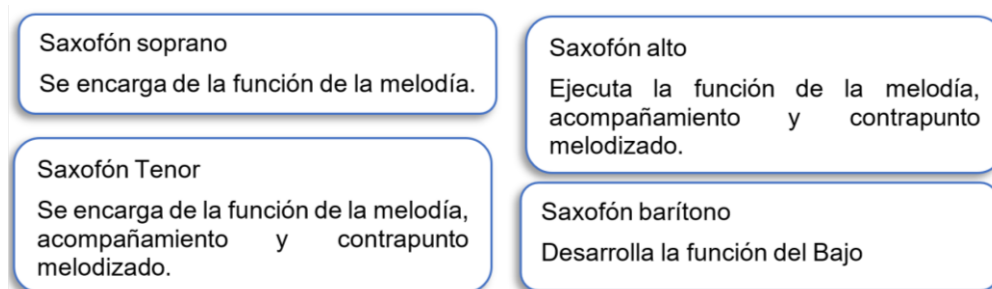 Saxofón soprano
Se encarga de la función de la melodía.
Saxofón alto
Ejecuta la función de la melodía,
acompañamiento y contrapunto
melodizado.
Saxofón Tenor
Se encarga de la función de la melodía,
acompañamiento y contrapunto
melodizado.
Saxofón barítono
Desarrolla la función del Bajo